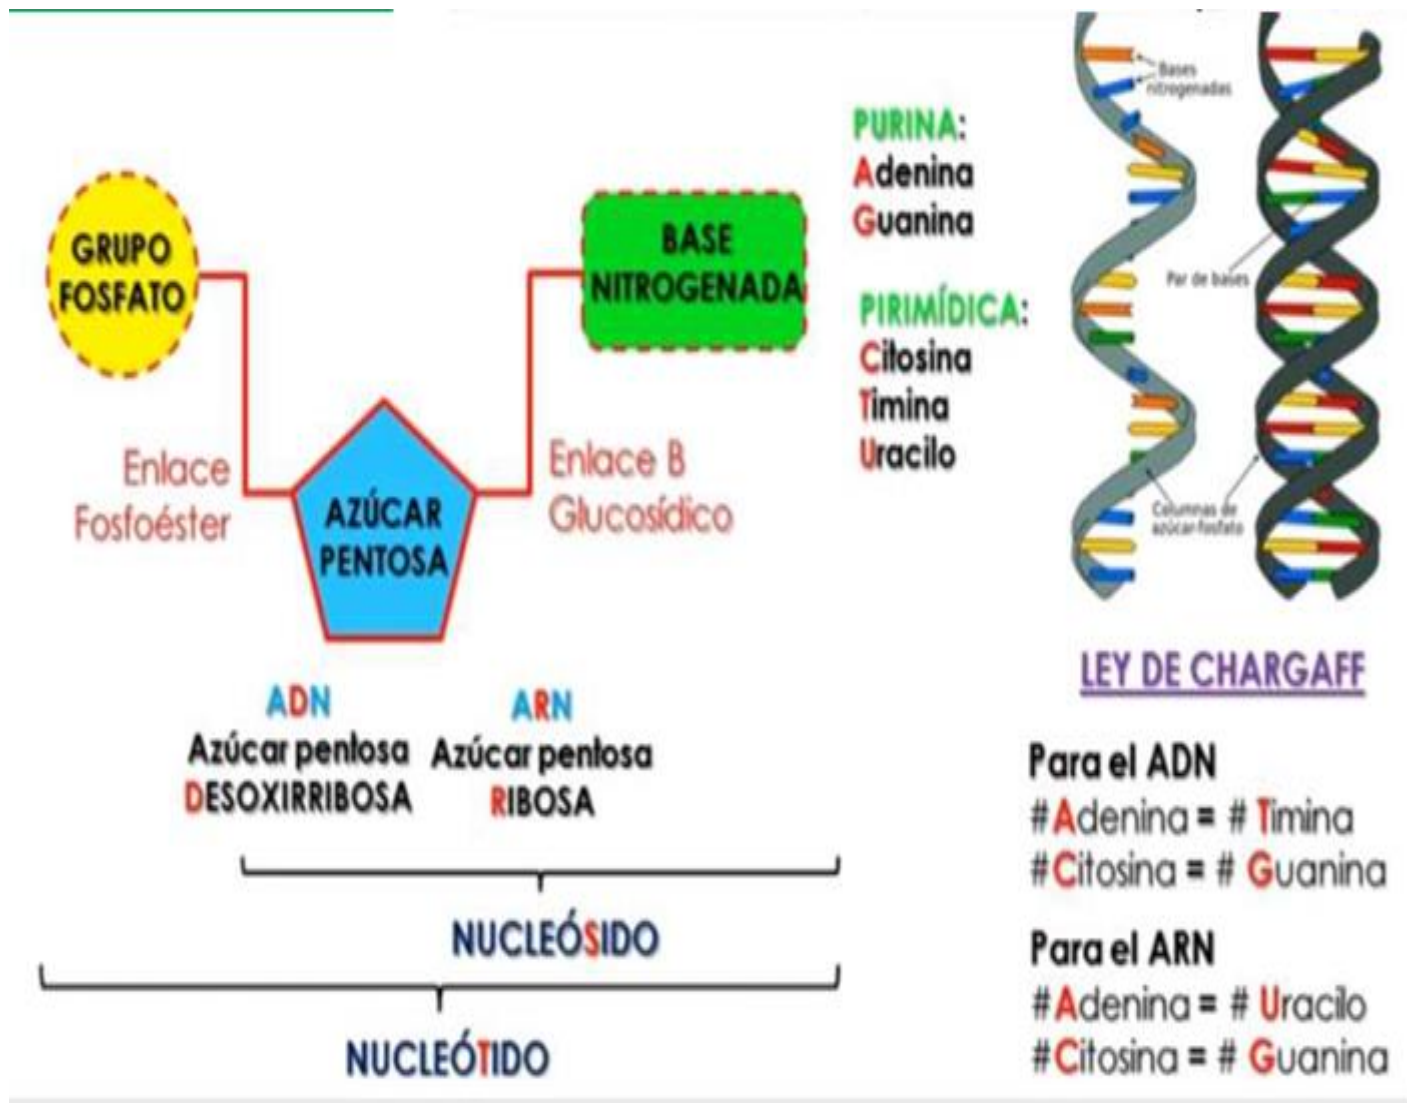 GRUPO
FOSFATO
BASE
NITROGENADA
Enlace
Fosfoéster
AZÚCAR
PENTOSA
Enlace B
Glucosídico
ADN
Azúcar pentosa
DESOXIRRIBOSA
ARN
Azúcar pentosa
RIBOSA
NUCLEÓSIDO
NUCLEÓTIDO
PURINA:
Adenina
Guanina
PIRIMÍDICA:
Citosina
Timina
Uracilo
Bases
nitrogenadas
Par de bases
Columnas de
azúcar-fosfato
LEY DE CHARGAFF
Para el ADN
#Adenina = # Timina
#Citosina = # Guanina
Para el ARN
#Adenina = # Uracilo
#Citosina = # Guanina